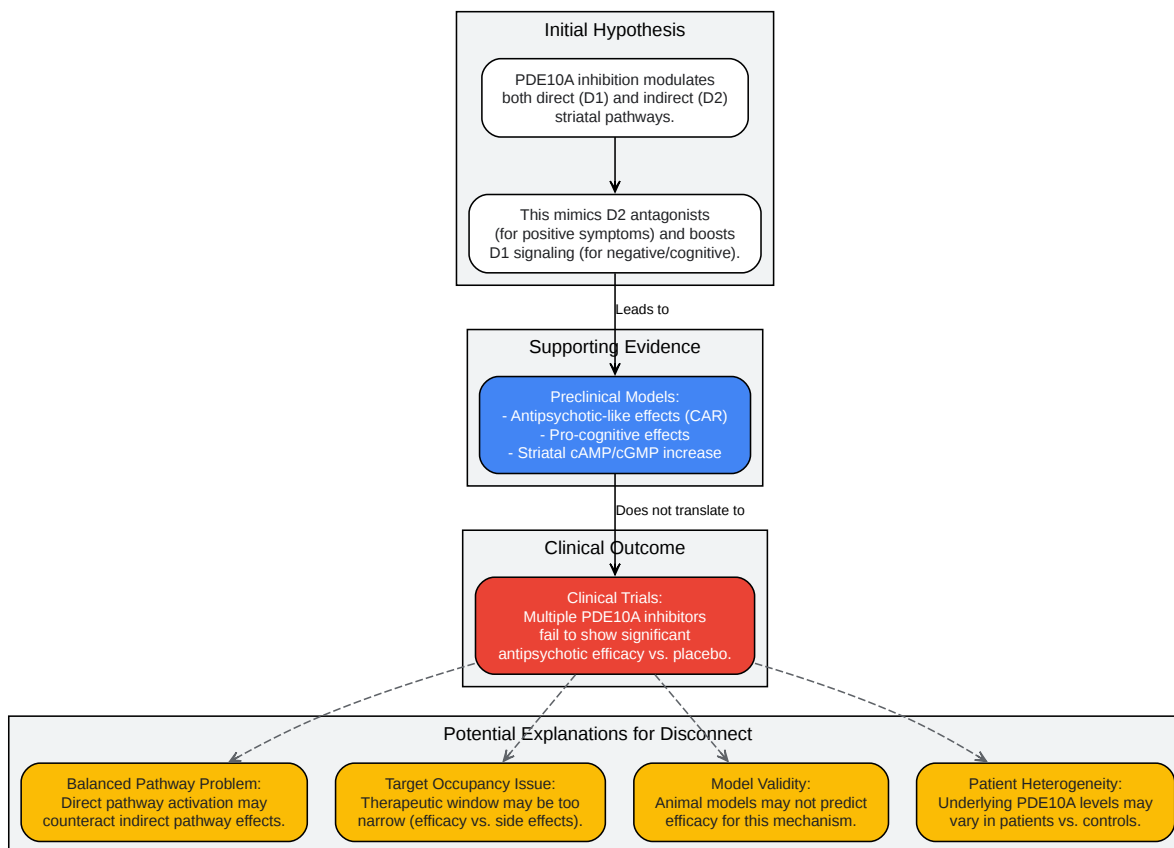 Initial Hypothesis
PDE10A inhibition modulates
both direct (D1) and indirect (D2)
striatal pathways.
This mimics D2 antagonists
(for positive symptoms) and boosts
D1 signaling (for negative/cognitive).
Leads to
Supporting Evidence
Preclinical Models:
- Antipsychotic-like effects (CAR)
- Pro-cognitive effects
- Striatal cAMP/cGMP increase
Does not translate to
Clinical Outcome
Clinical Trials:
Multiple PDE10A inhibitors
fail to show significant
antipsychotic efficacy vs. placebo.
Potential Explanations for Disconnect
Balanced Pathway Problem:
Direct pathway activation may
counteract indirect pathway effects.
Target Occupancy Issue:
Therapeutic window may be too
narrow (efficacy vs. side effects).
Model Validity:
Animal models may not predict
efficacy for this mechanism.
Patient Heterogeneity:
Underlying PDE10A levels may
vary in patients vs. controls.